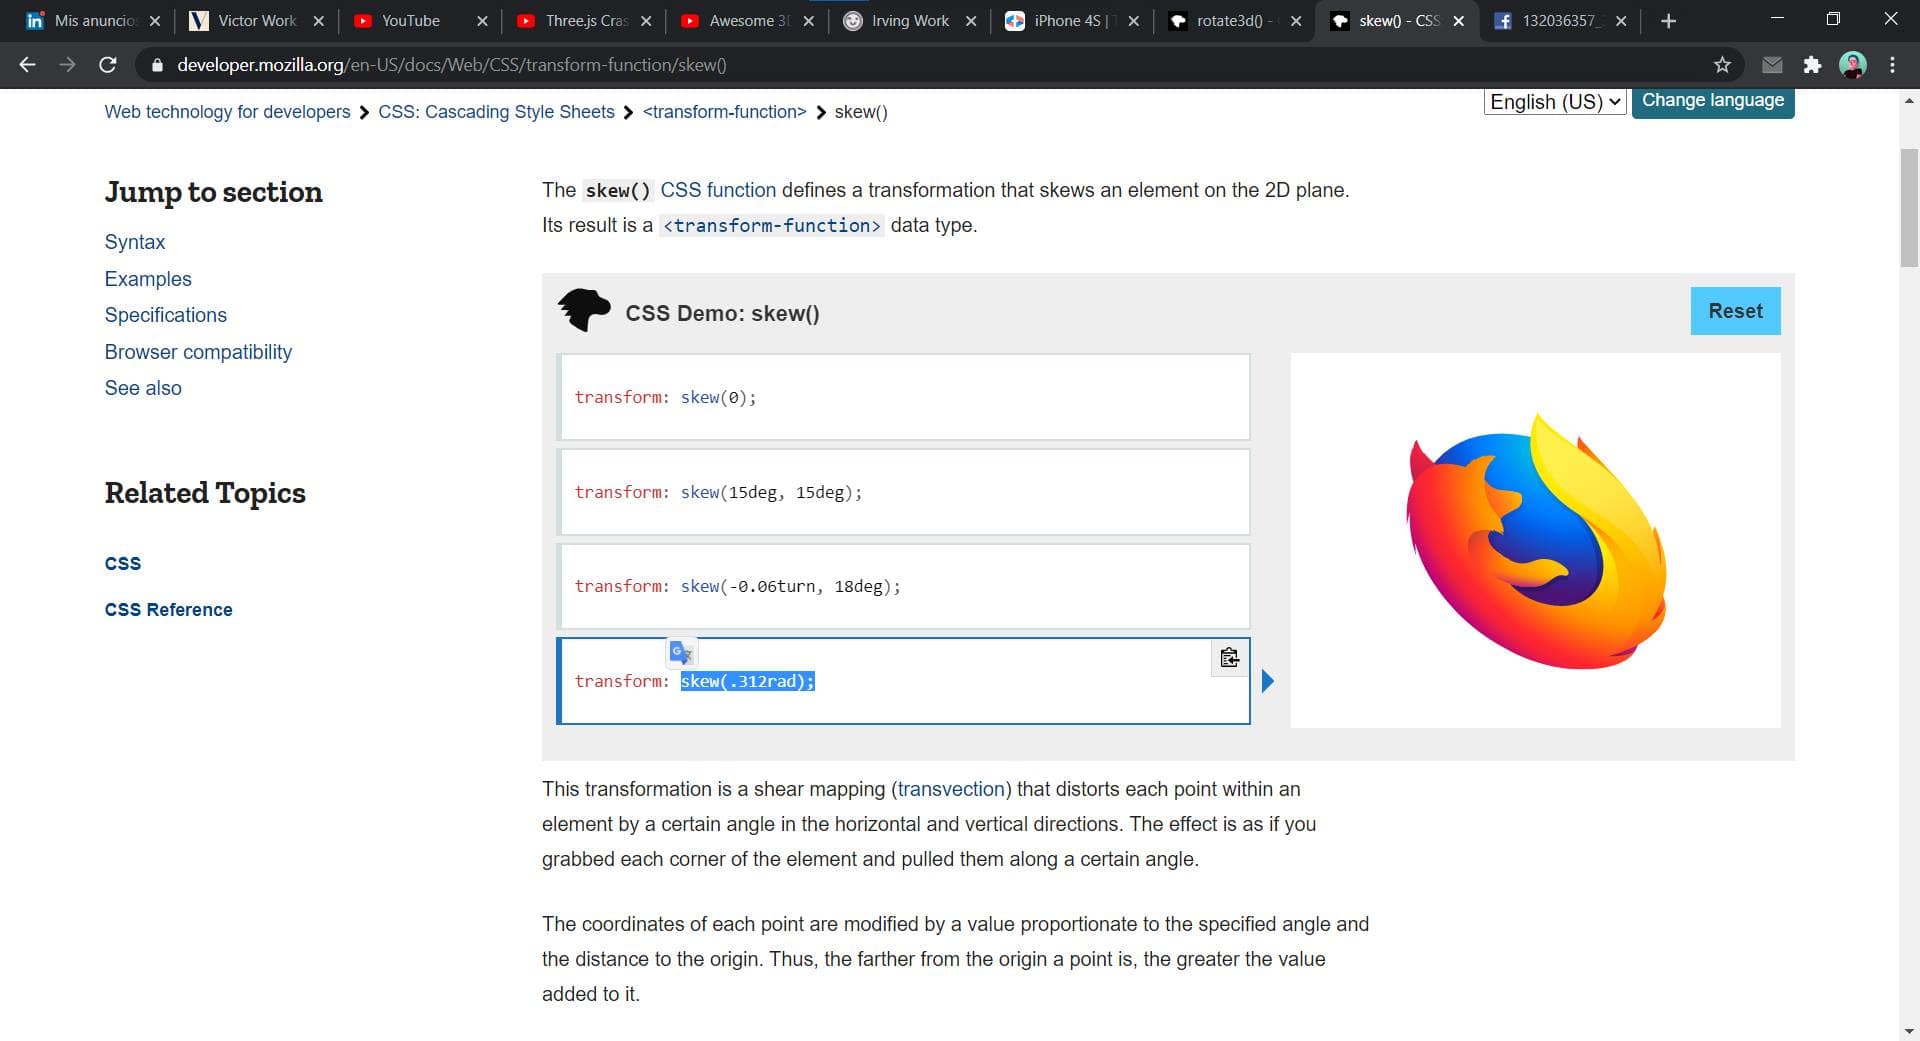 Mis anuncio
Victor Work
YouTube
Three.js Cras
Awesome 3D
Irving Work
iPhone 4S | T
rotate3d() -
skew() - CSS
132036357_
developer.mozilla.org/en-US/docs/Web/CSS/transform-function/skew()
Web technology for developers > CSS: Cascading Style Sheets > <transform-function> > skew()
English (US)
Change language
Jump to section
Syntax
Examples
Specifications
Browser compatibility
See also
Related Topics
CSS
CSS Reference
The skew() CSS function defines a transformation that skews an element on the 2D plane.
Its result is a <transform-function> data type.
CSS Demo: skew()
Reset
transform: skew(0);
transform: skew(15deg, 15deg);
transform: skew(-0.06turn, 18deg);
transform: skew(.312rad);
This transformation is a shear mapping (transvection) that distorts each point within an
element by a certain angle in the horizontal and vertical directions. The effect is as if you
grabbed each corner of the element and pulled them along a certain angle.
The coordinates of each point are modified by a value proportionate to the specified angle and
the distance to the origin. Thus, the farther from the origin a point is, the greater the value
added to it.